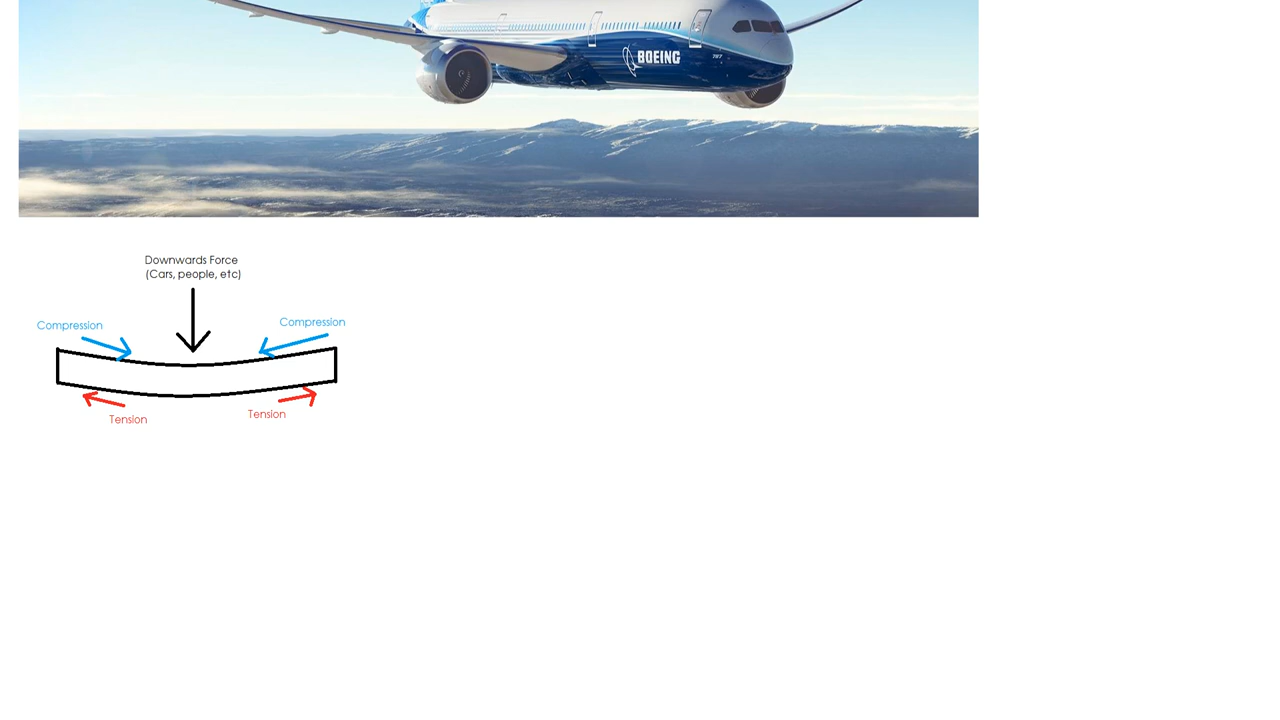 BOEING
787
Downwards Force
(Cars, people, etc)
Compression
Compression
Tension
Tension